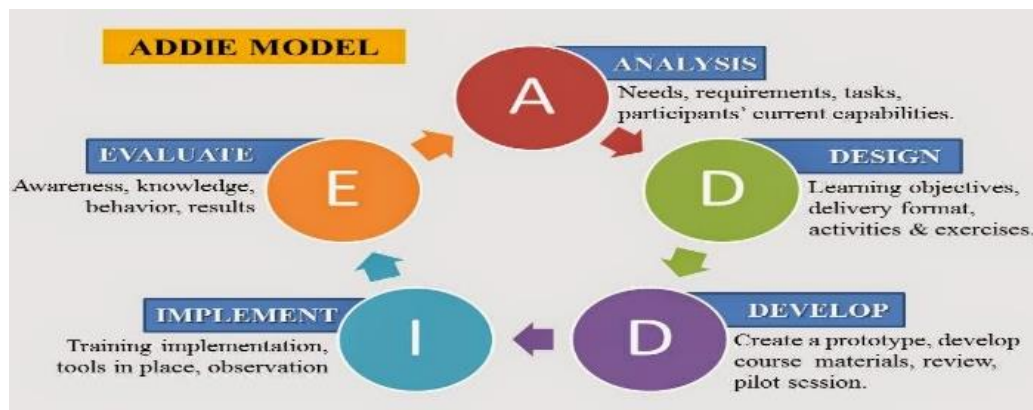 ADDIE MODEL
A
ANALYSIS
Needs, requirements, tasks,
participants' current capabilities.
D
DESIGN
Learning objectives,
delivery format,
activities & exercises.
D
DEVELOP
Create a prototype, develop
course materials, review,
pilot session.
I
IMPLEMENT
Training implementation,
tools in place, observation
E
EVALUATE
Awareness, knowledge,
behavior, results